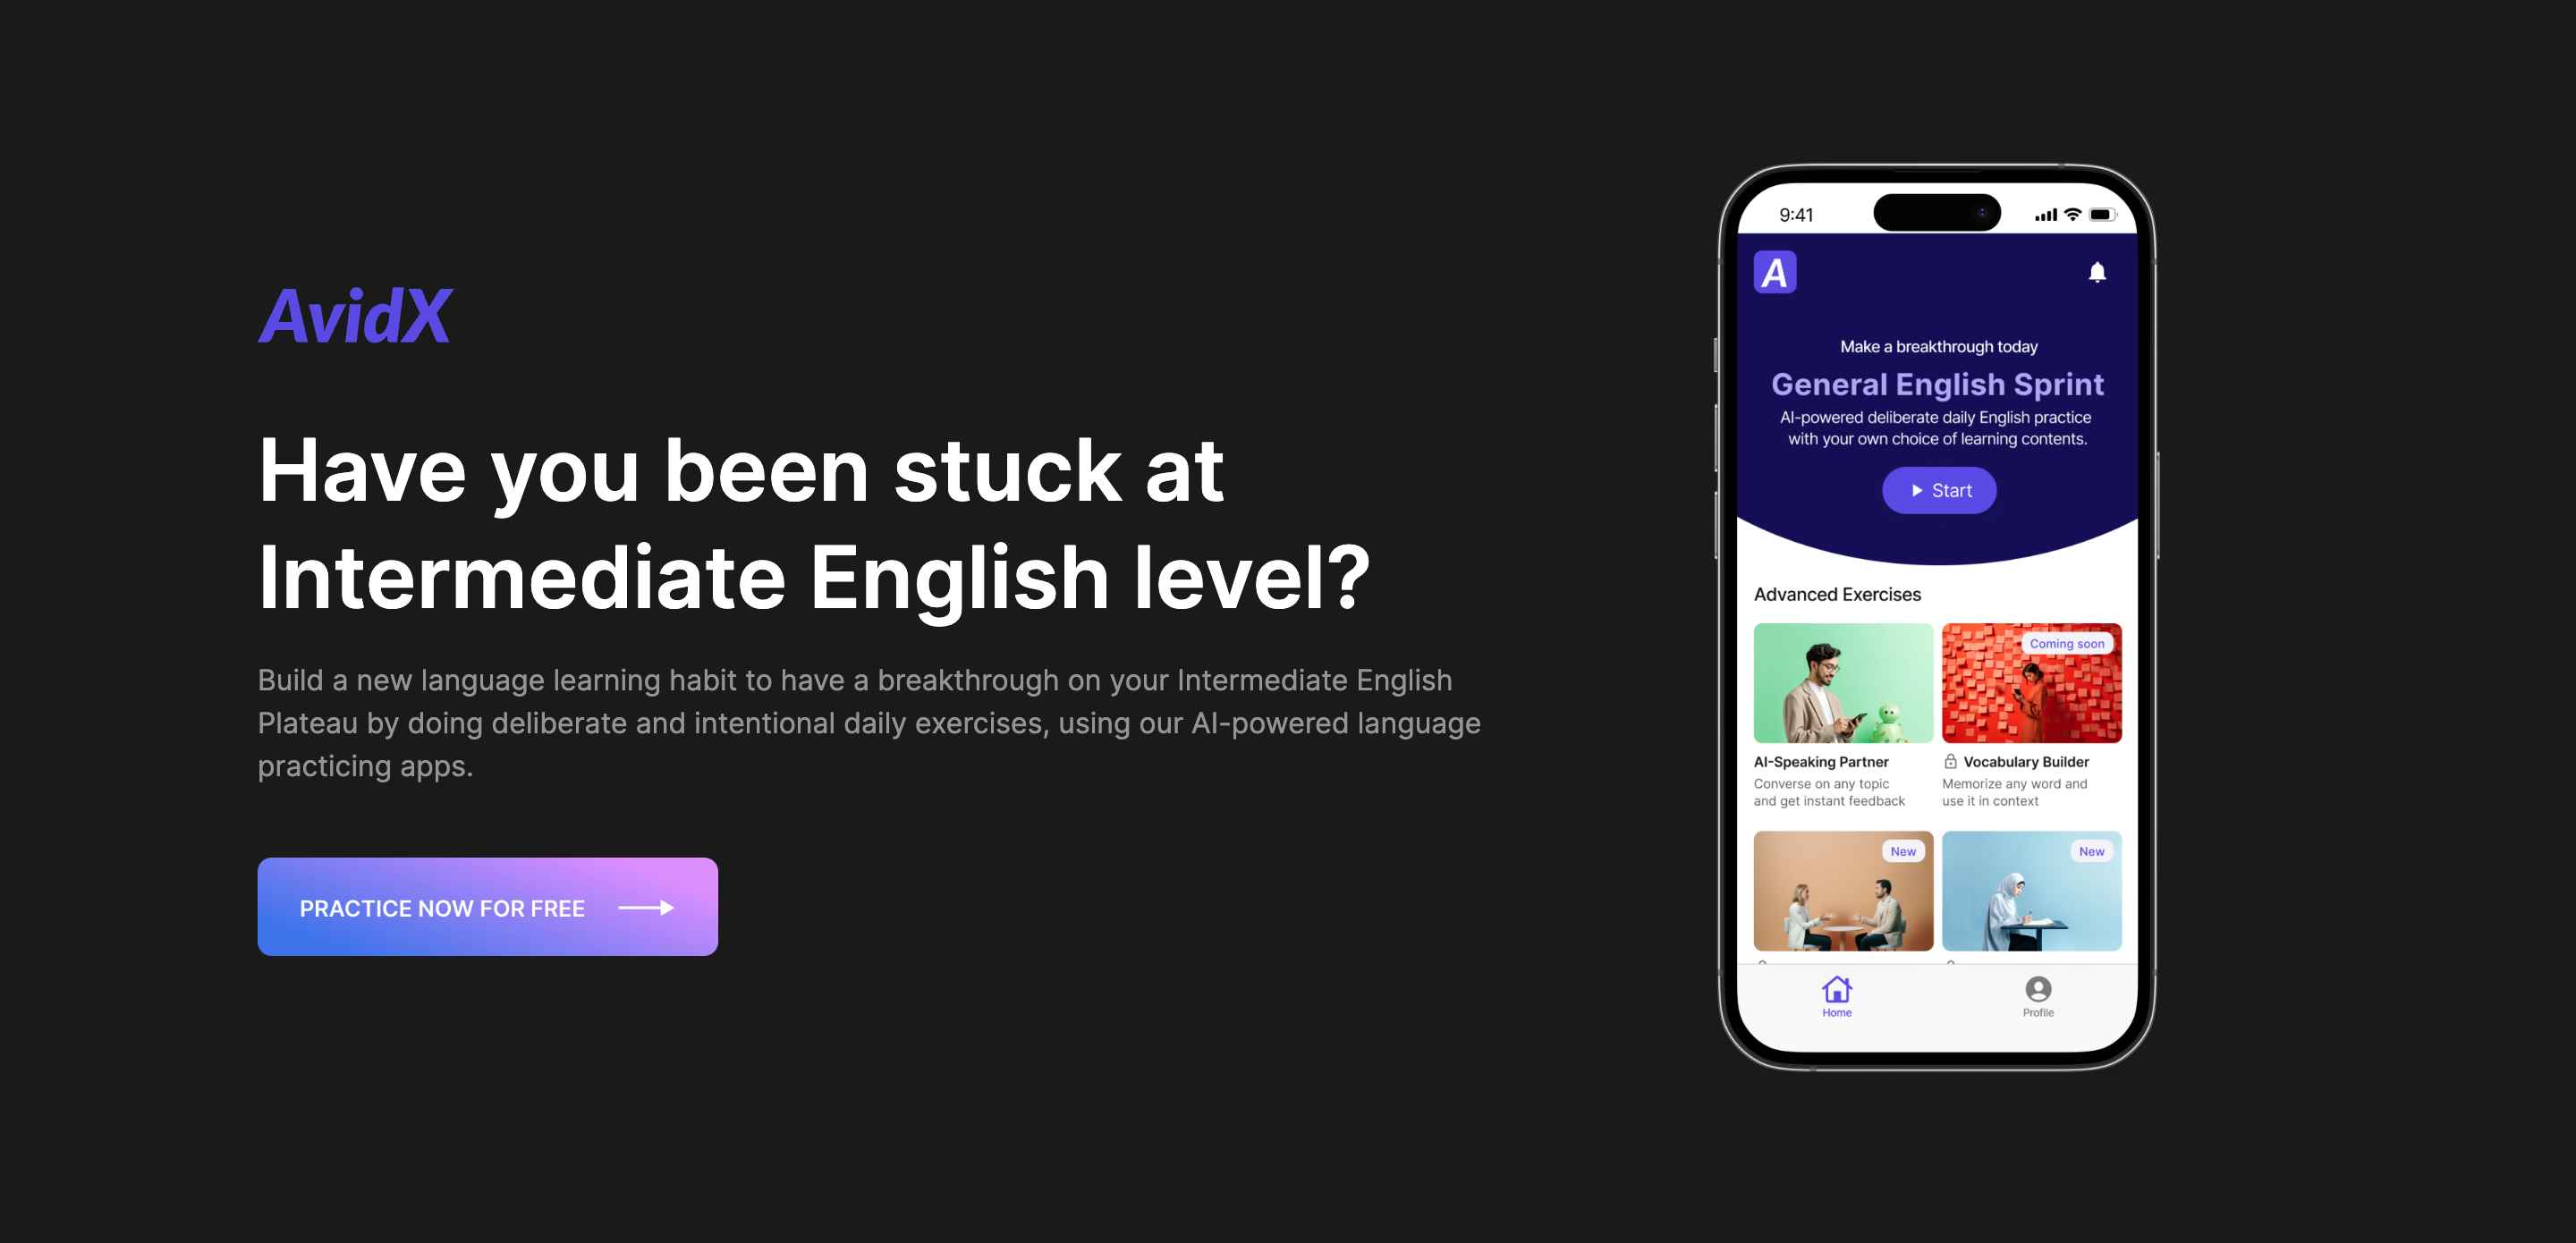 AvidX
Have you been stuck at
Intermediate English level?
Build a new language learning habit to have a breakthrough on your Intermediate English
Plateau by doing deliberate and intentional daily exercises, using our AI-powered language
practicing apps.
PRACTICE NOW FOR FREE
9:41
A
Make a breakthrough today
General English Sprint
AI-powered deliberate daily English practice
with your own choice of learning contents.
Start
Advanced Exercises
Coming soon
AI-Speaking Partner
Converse on any topic
and get instant feedback
Vocabulary Builder
Memorize any word and
use it in context
New
New
Home
Profile